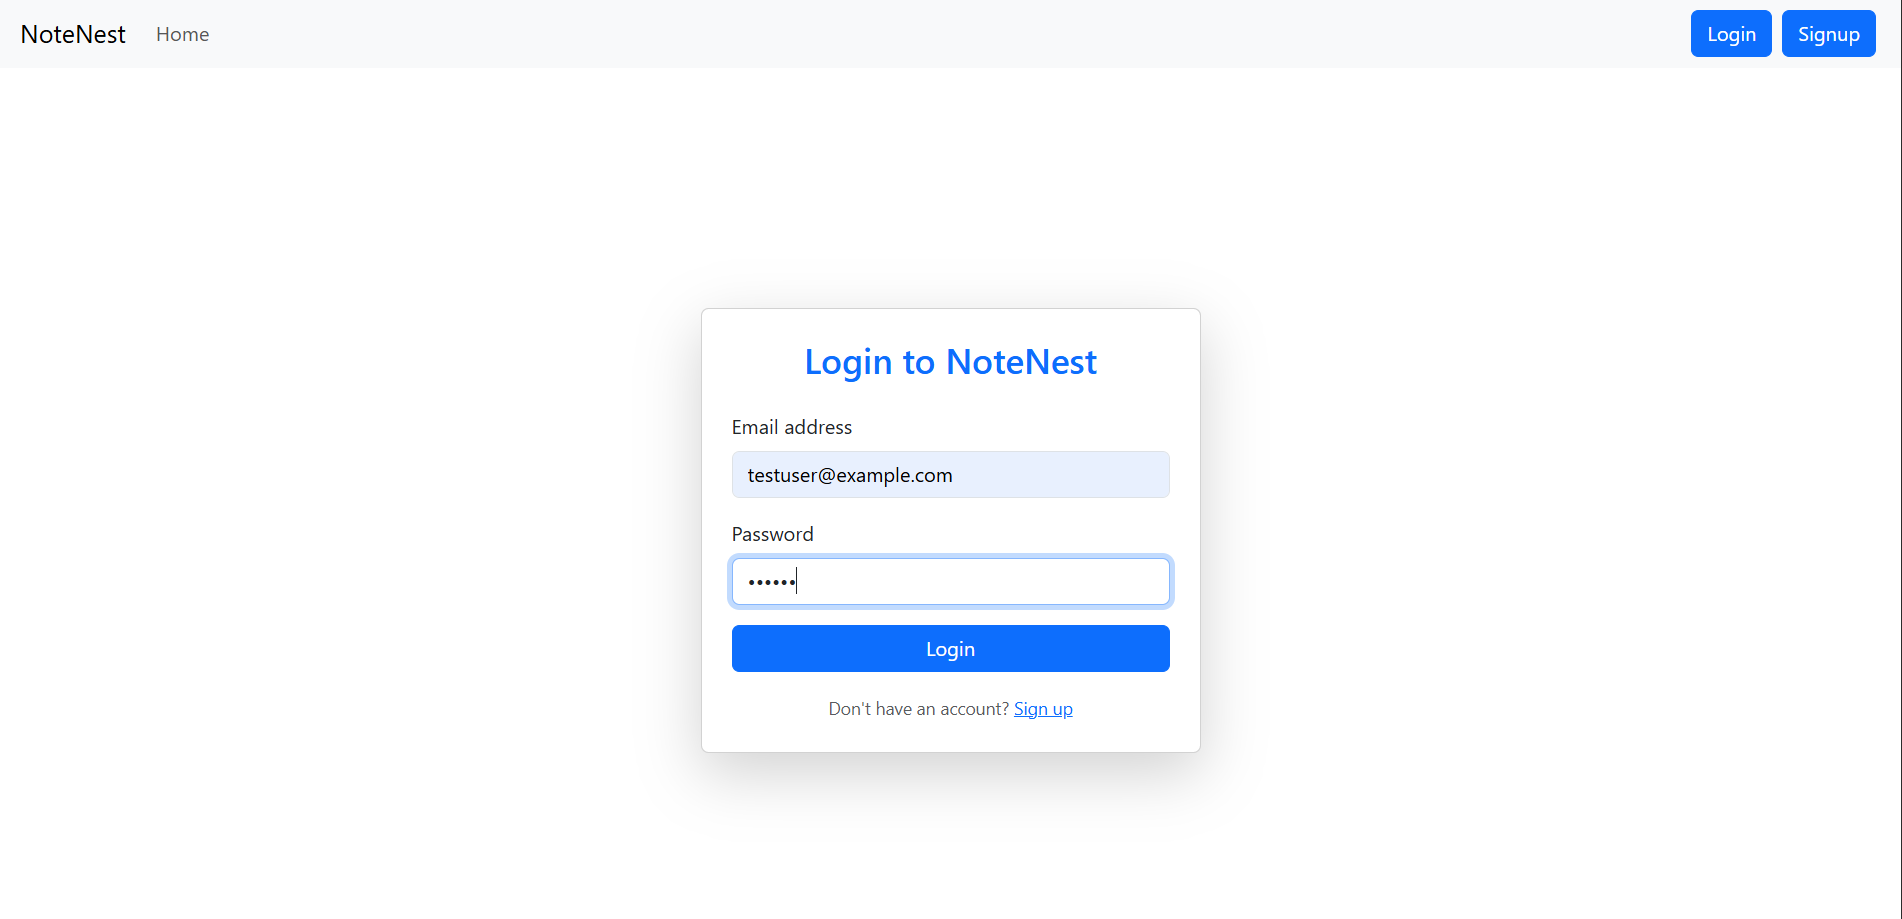 NoteNest Home Login Signup
Login to NoteNest
Email address
testuser@example.com
Password
••••••
Login
Don't have an account? Sign up